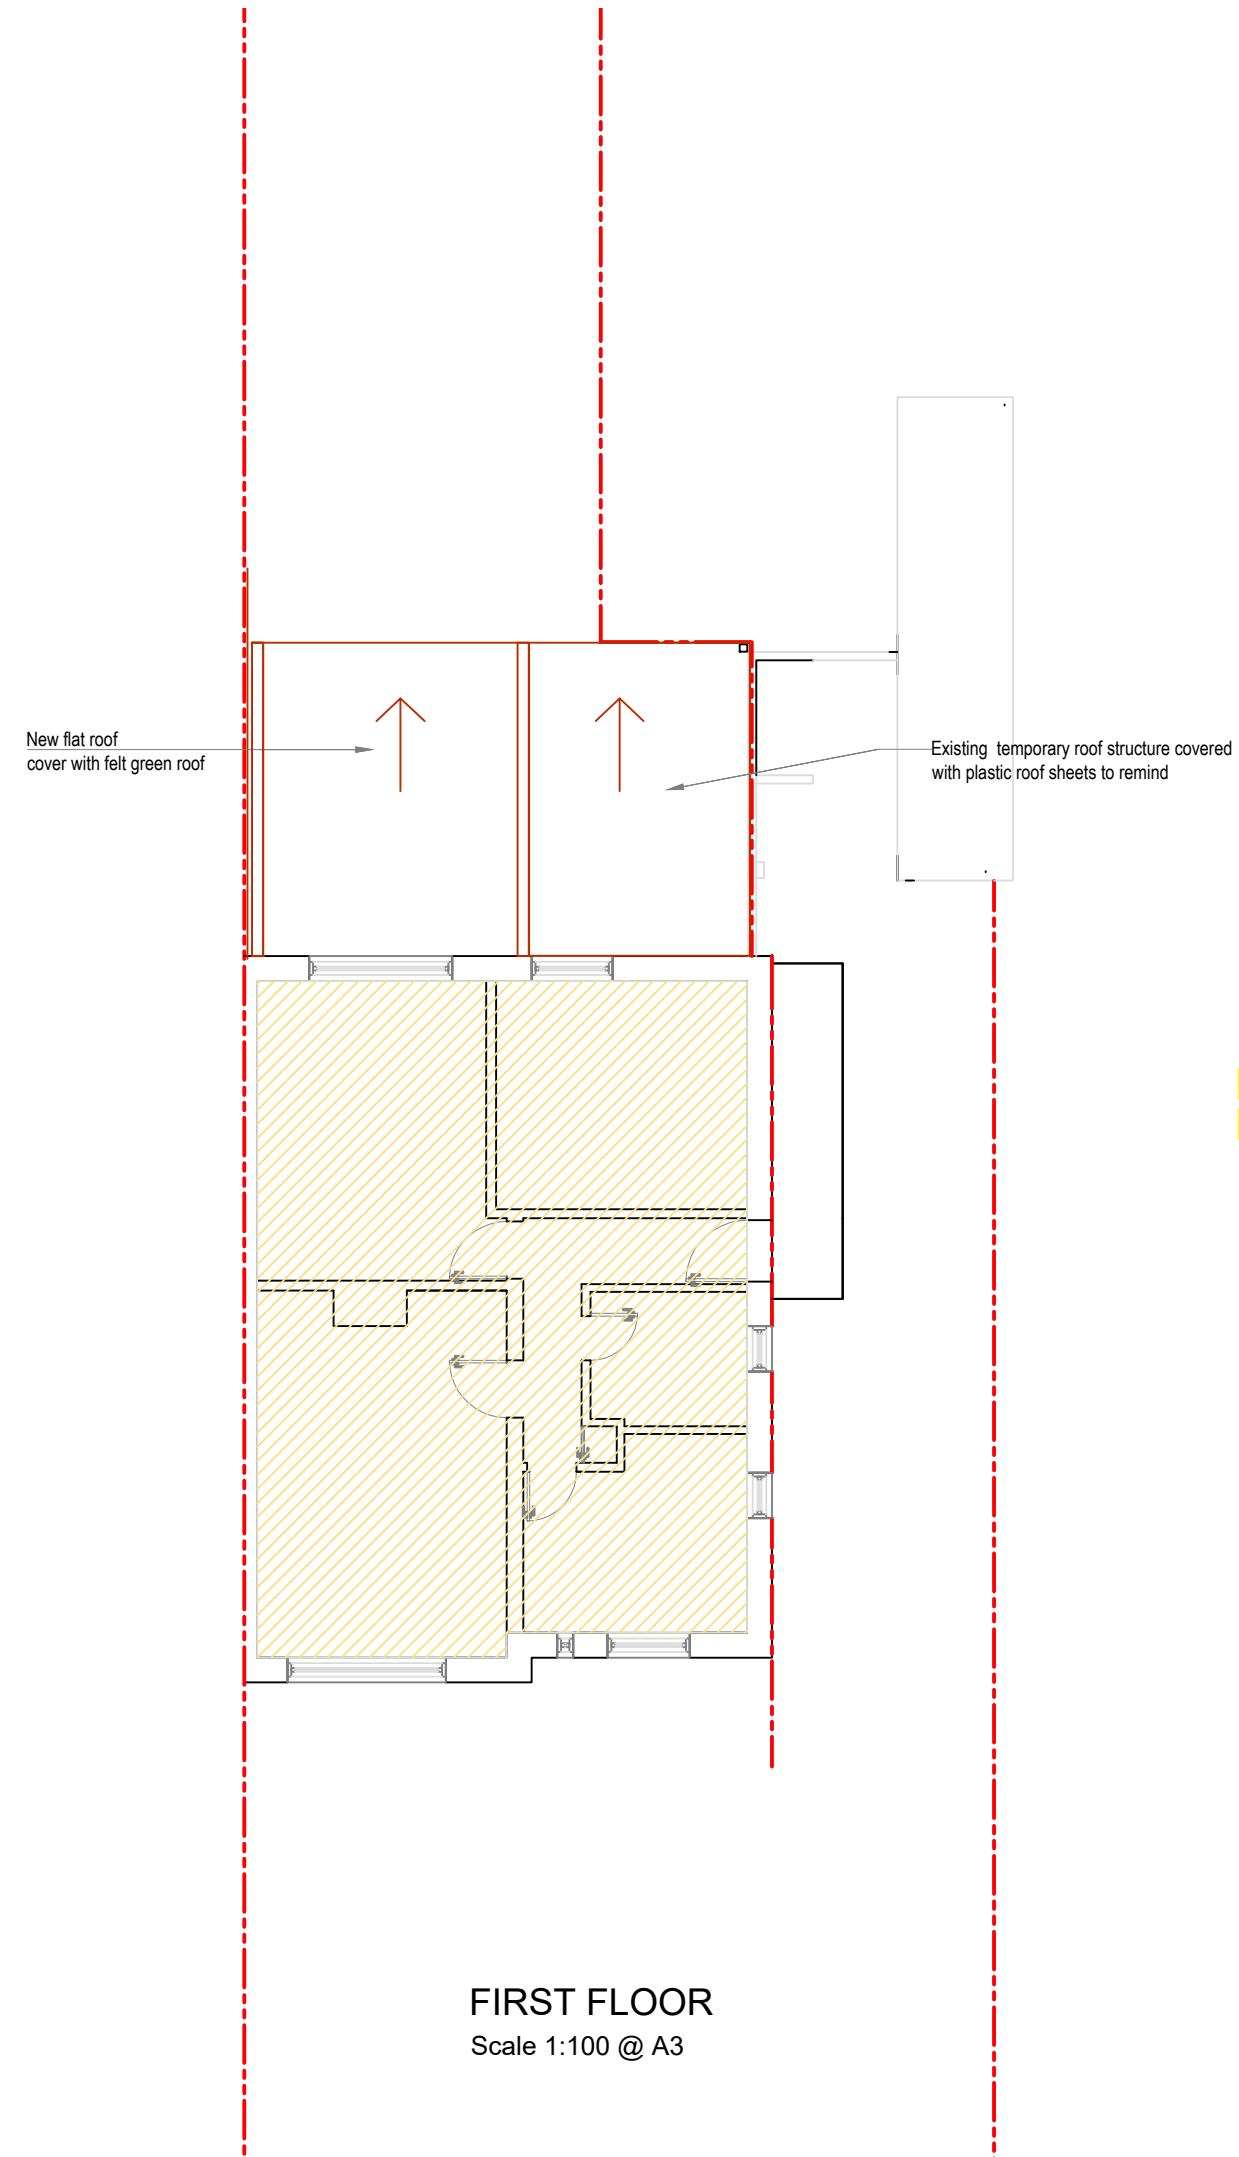 New flat roof
cover with felt green roof
Existing temporary roof structure covered
with plastic roof sheets to remind
FIRST FLOOR
Scale 1:100 @ A3